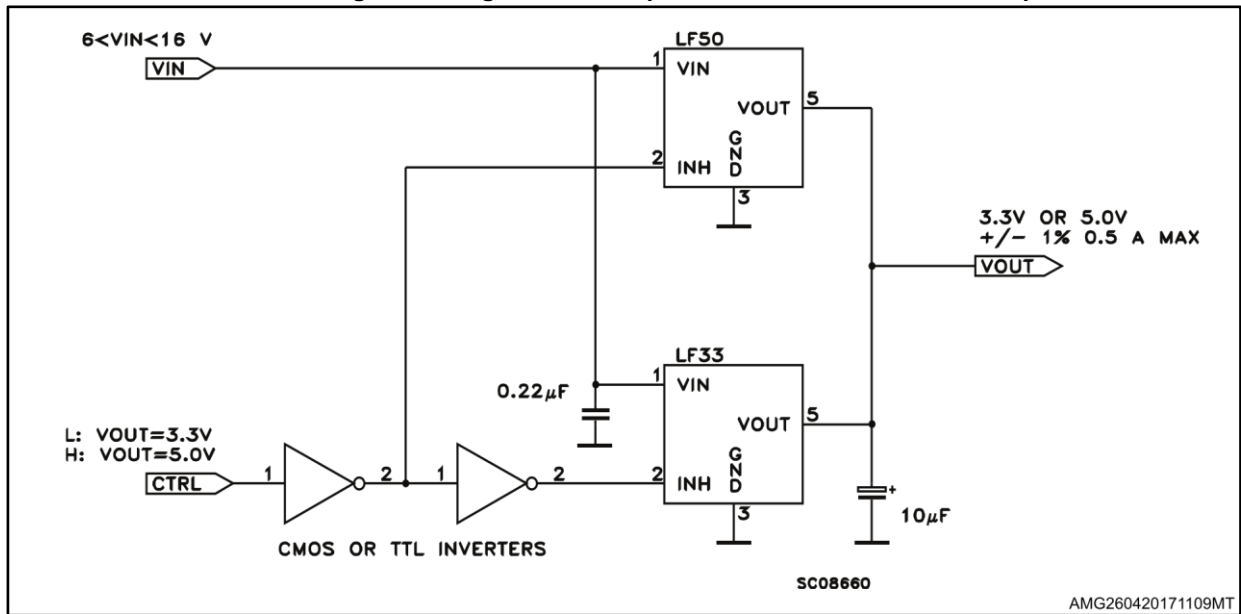 6<VIN<16 V
VIN
LF50
1
VIN
VOUT
5
GND
2
INH
3
3.3V OR 5.0V
+/- 1% 0.5 A MAX
VOUT
LF33
0.22µF
1
VIN
VOUT
5
GND
2
INH
3
L: VOUT=3.3V
H: VOUT=5.0V
CTRL
1
2
1
2
+
10µF
CMOS OR TTL INVERTERS
SC08660
AMG260420171109MT